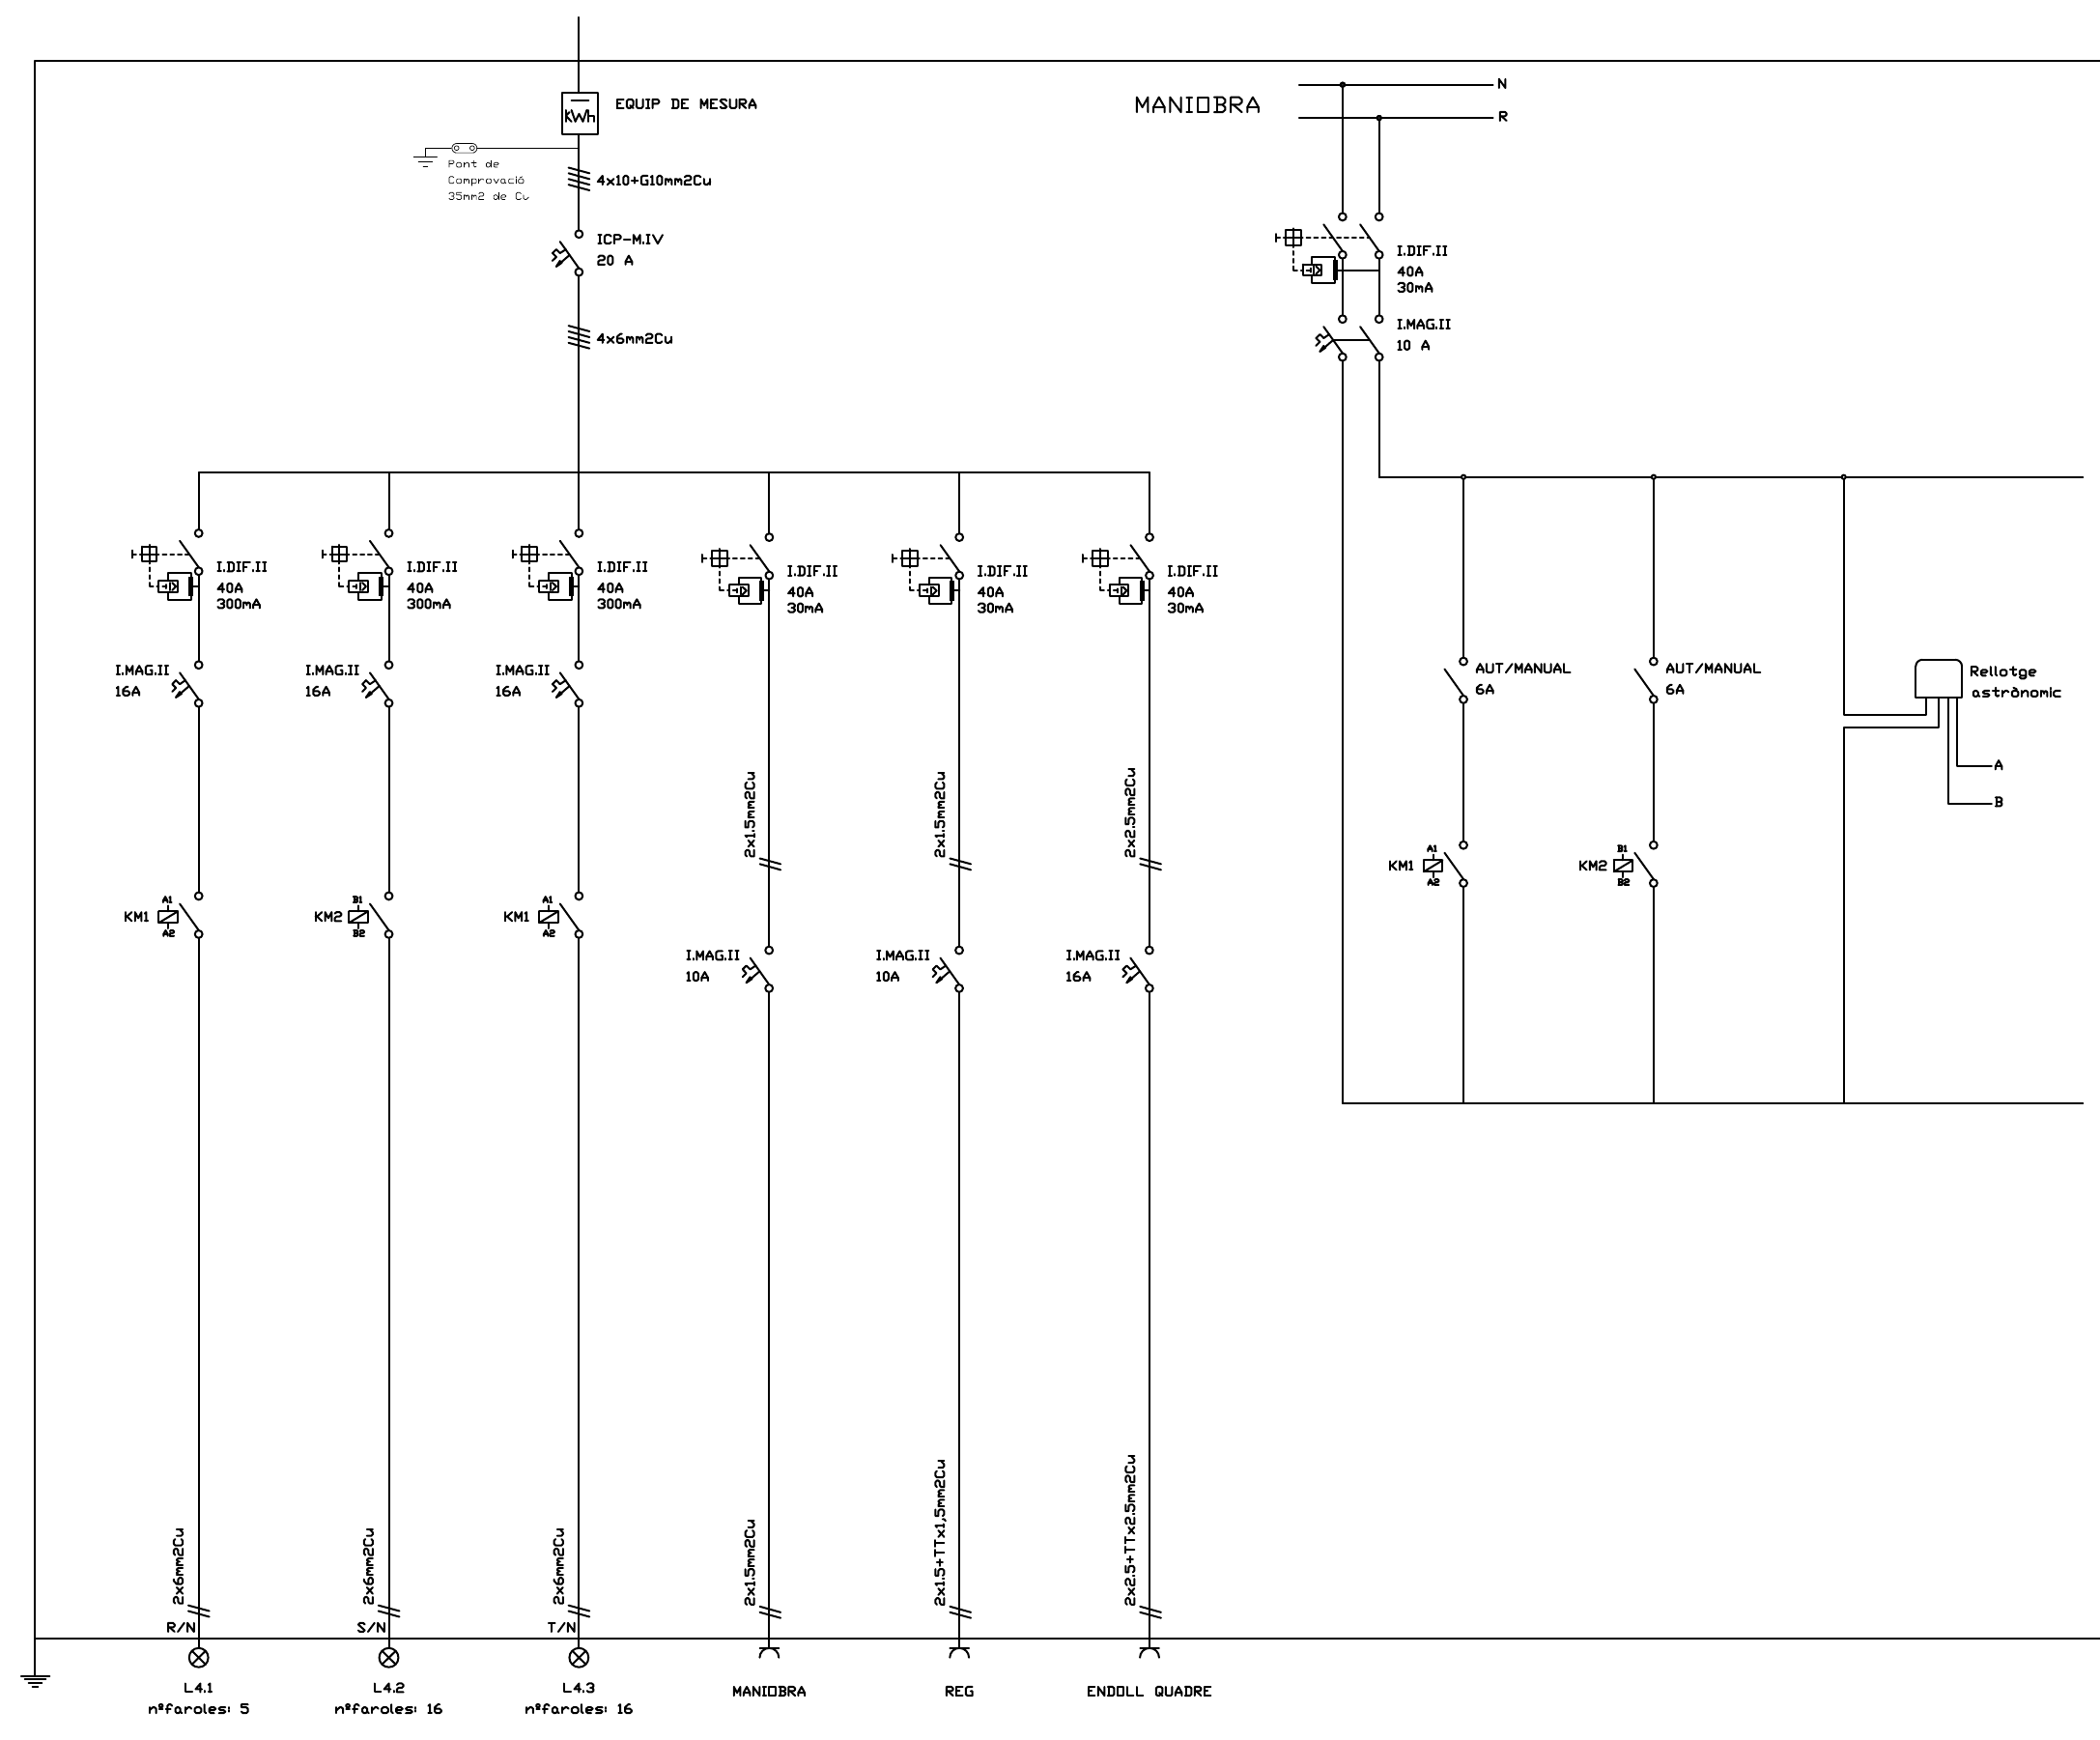 EQUIP DE MESURA
KWh
Pont de
Comprovació
35mm2 de Cu
4x10+G10mm2Cu
ICP-M.IV
20 A
4x6mm2Cu
I.DIF.II
40A
300mA
I.DIF.II
40A
300mA
I.DIF.II
40A
300mA
I.DIF.II
40A
30mA
I.DIF.II
40A
30mA
I.DIF.II
40A
30mA
I.MAG.II
16A
I.MAG.II
16A
I.MAG.II
16A
2x1.5mm2Cu
2x1.5mm2Cu
2x2.5mm2Cu
KM1
A1
A2
KM2
B1
B2
KM1
A1
A2
I.MAG.II
10A
I.MAG.II
10A
I.MAG.II
16A
2x6mm2Cu
2x6mm2Cu
2x6mm2Cu
2x1.5mm2Cu
2x1.5+TTx1,5mm2Cu
2x2.5+TTx2.5mm2Cu
R/N
S/N
T/N
L4.1
nºfaroles: 5
L4.2
nºfaroles: 16
L4.3
nºfaroles: 16
MANIOBRA
REG
ENDOLL QUADRE
MANIOBRA
N
R
I.DIF.II
40A
30mA
I.MAG.II
10 A
AUT/MANUAL
6A
AUT/MANUAL
6A
Rellotge
astrònomic
A
B
KM1
A1
A2
KM2
B1
B2